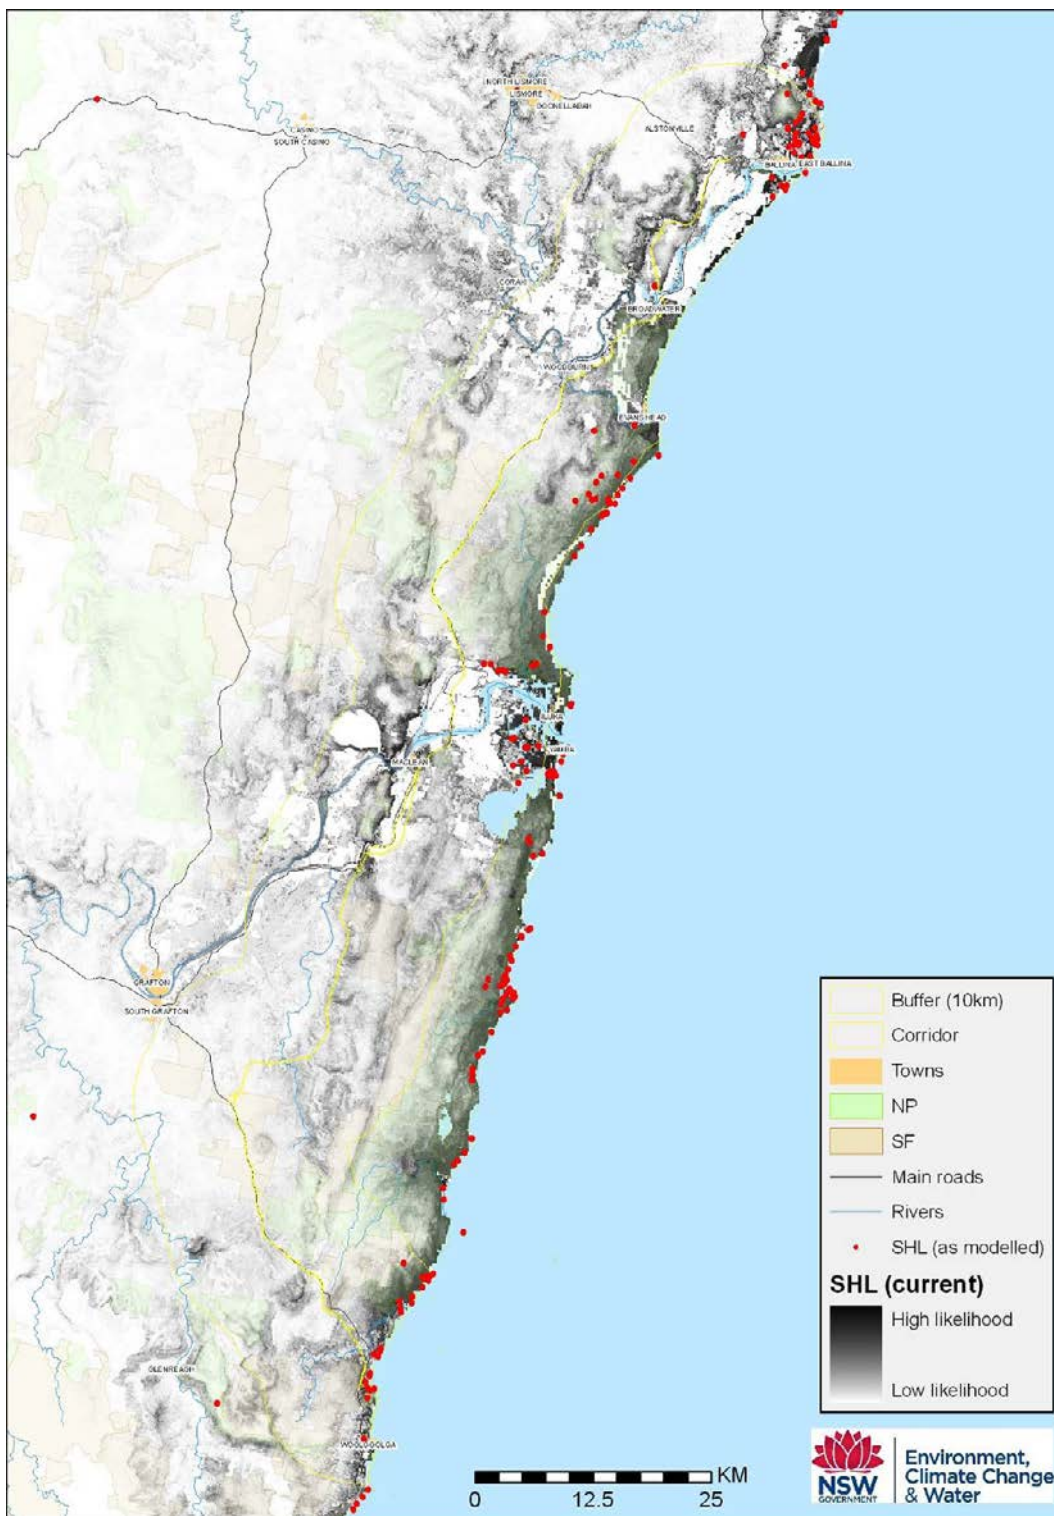 NORTH LISMORE
LISMORE
GOONELLABAH
CASINO
SOUTH CASINO
ALSTONVILLE
BALLINA
EAST BALLINA
CORAKI
BROADWATER
WOODBURN
EVANS HEAD
ILUKA
YAMBA
MACLEAN
GRAFTON
SOUTH GRAFTON
GLENREAGH
WOOLGOOLGA
Buffer (10km)
Corridor
Towns
NP
SF
Main roads
Rivers
SHL (as modelled)
SHL (current)
High likelihood
Low likelihood
KM
0 12.5 25
NSW
GOVERNMENT
Environment,
Climate Change
& Water